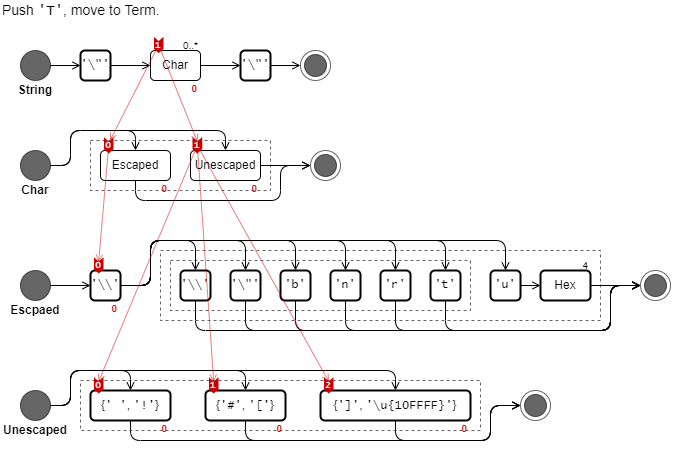 Push 'T', move to Term.
1 0..*
'\"' Char '\"'
String 0
0 1
Escaped Unescaped
Char 0 0
0 4
'\\' '\\' '\"' 'b' 'n' 'r' 't' 'u' Hex
Escpaed 0
0 1 2
{' ','!'} {'#','['} {']','\u{10FFFF}'}
Unescaped 0 0 0